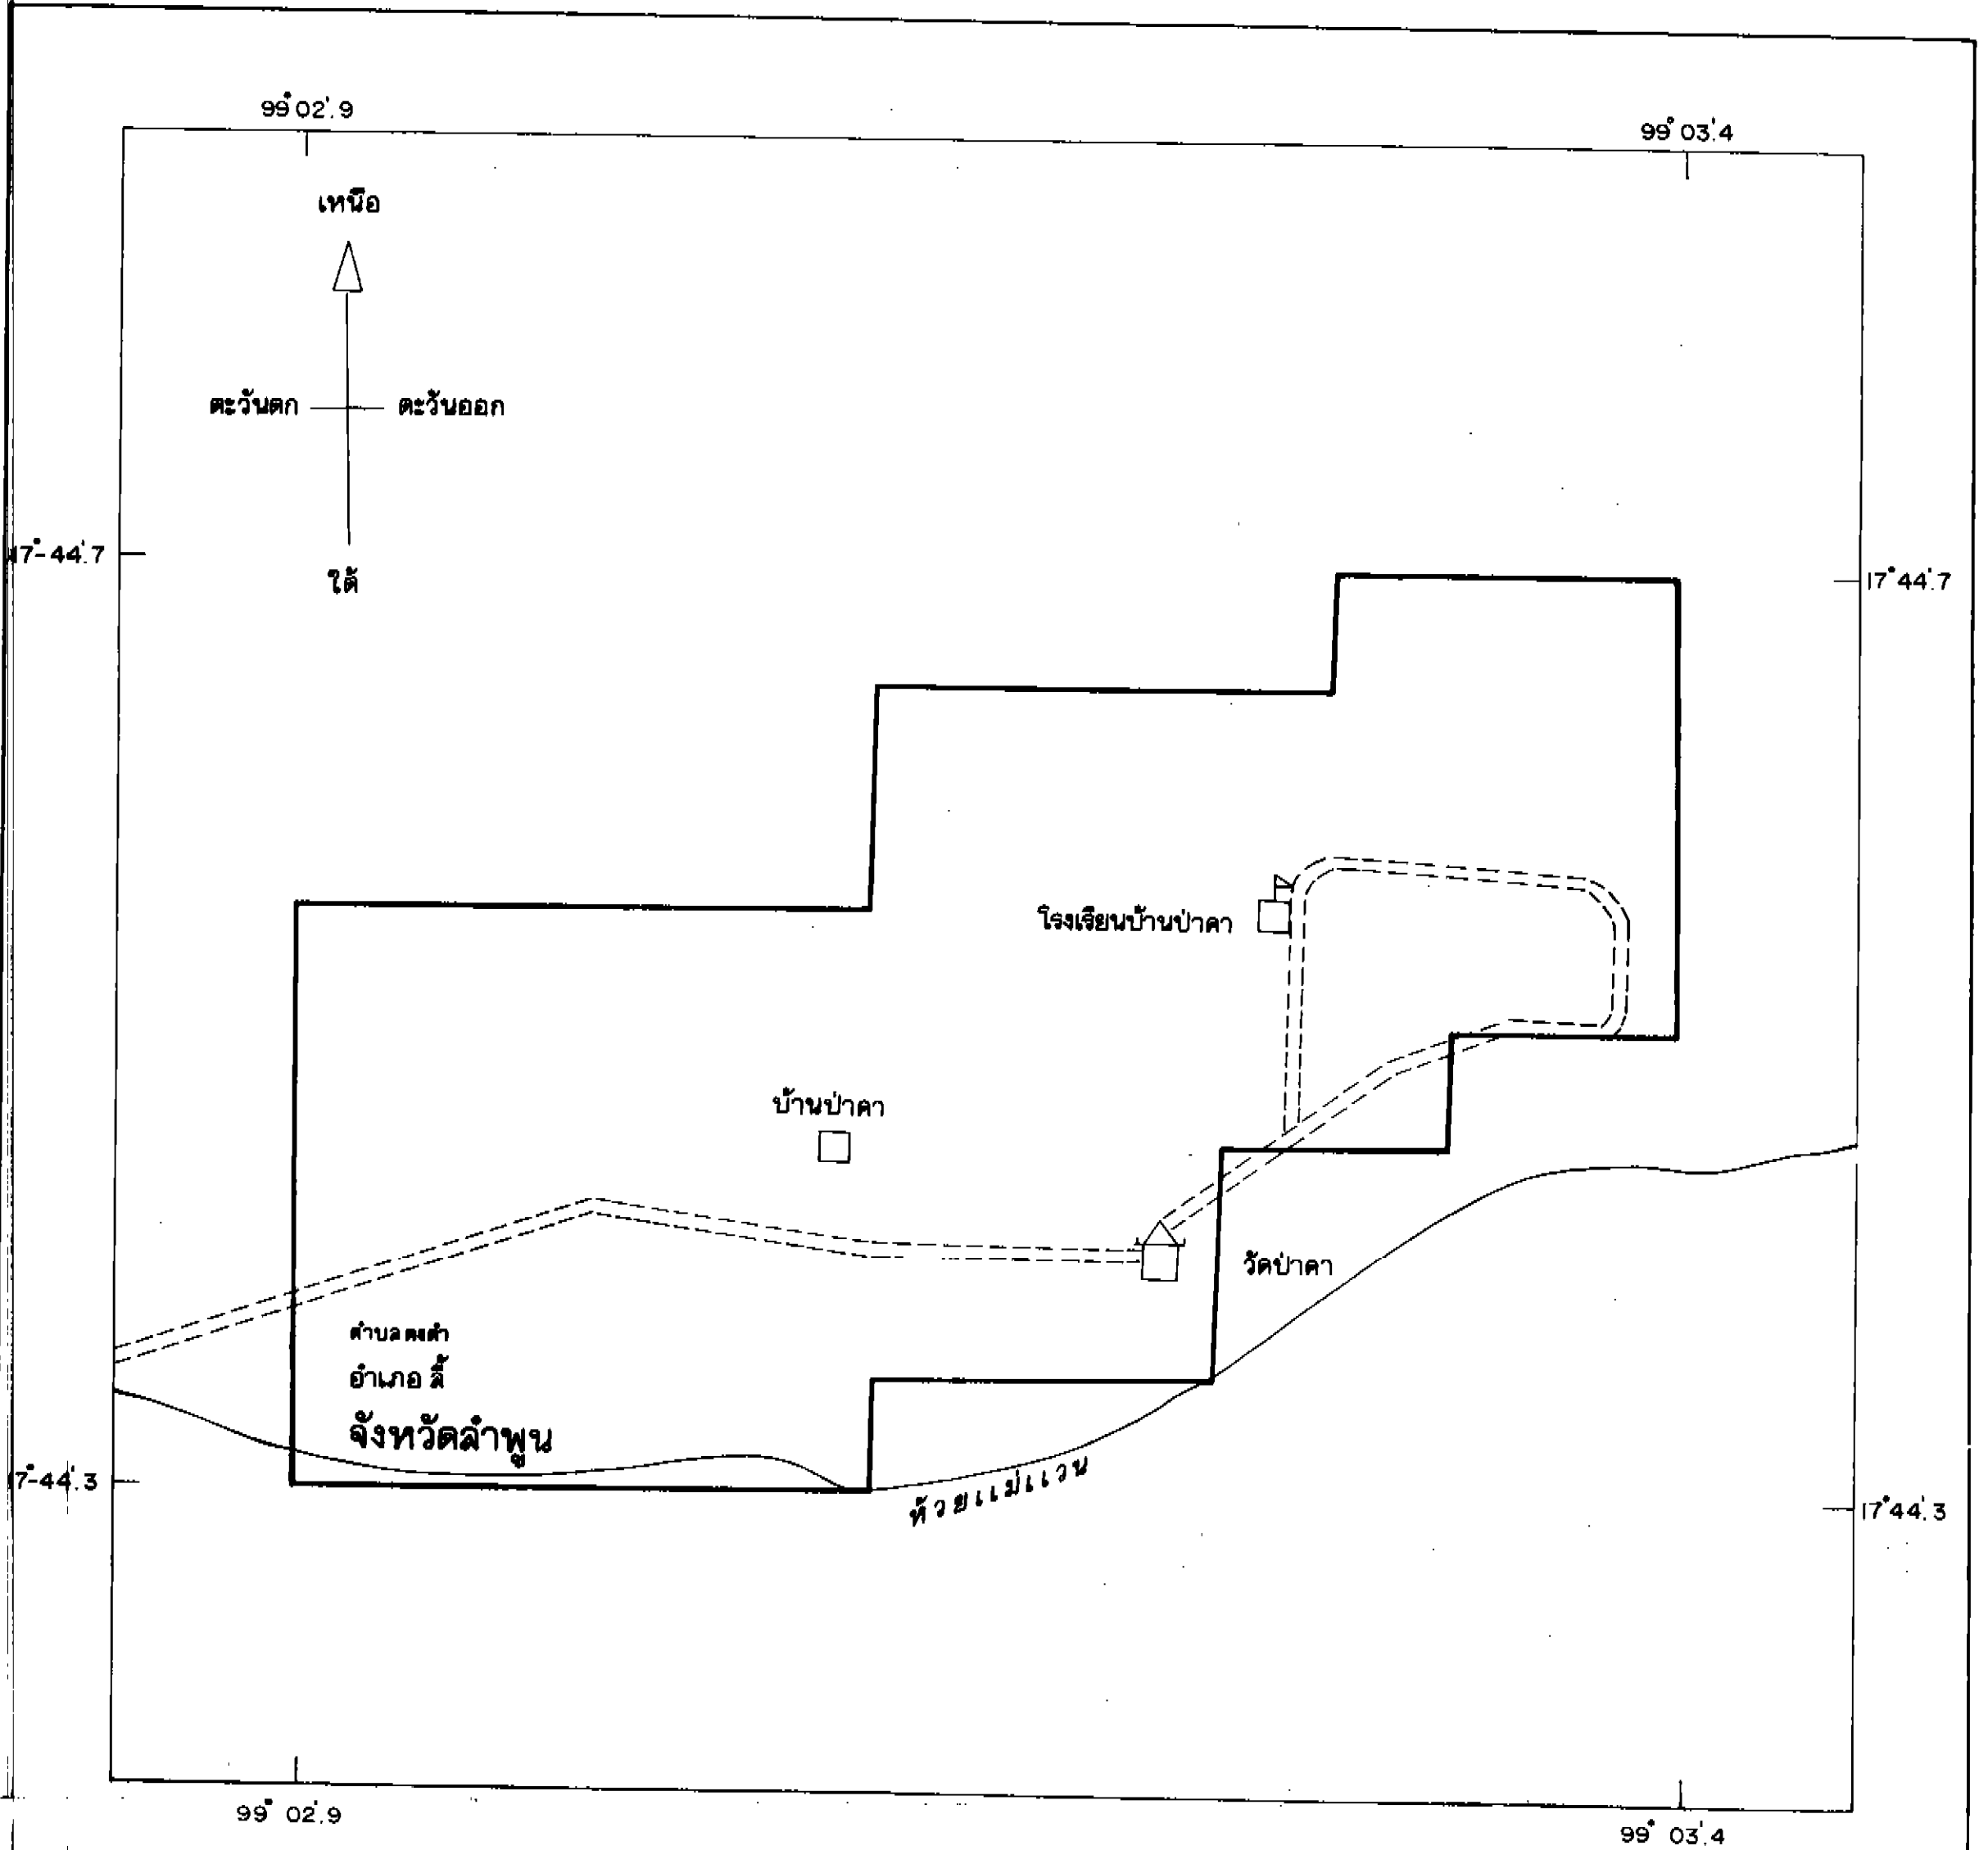 99° 02'.9
99° 03'.4
เหนือ
ตะวันตก
ตะวันออก
ใต้
17°-44'.7
17°44'.7
โรงเรียนบ้านป่าคา
บ้านป่าคา
วัดป่าคา
ตำบลดงดำ
อำเภอ ลี้
จังหวัดลำพูน
ห้วยแม่แวน
17°-44'.3
17°44'.3
99° 02'.9
99° 03'.4